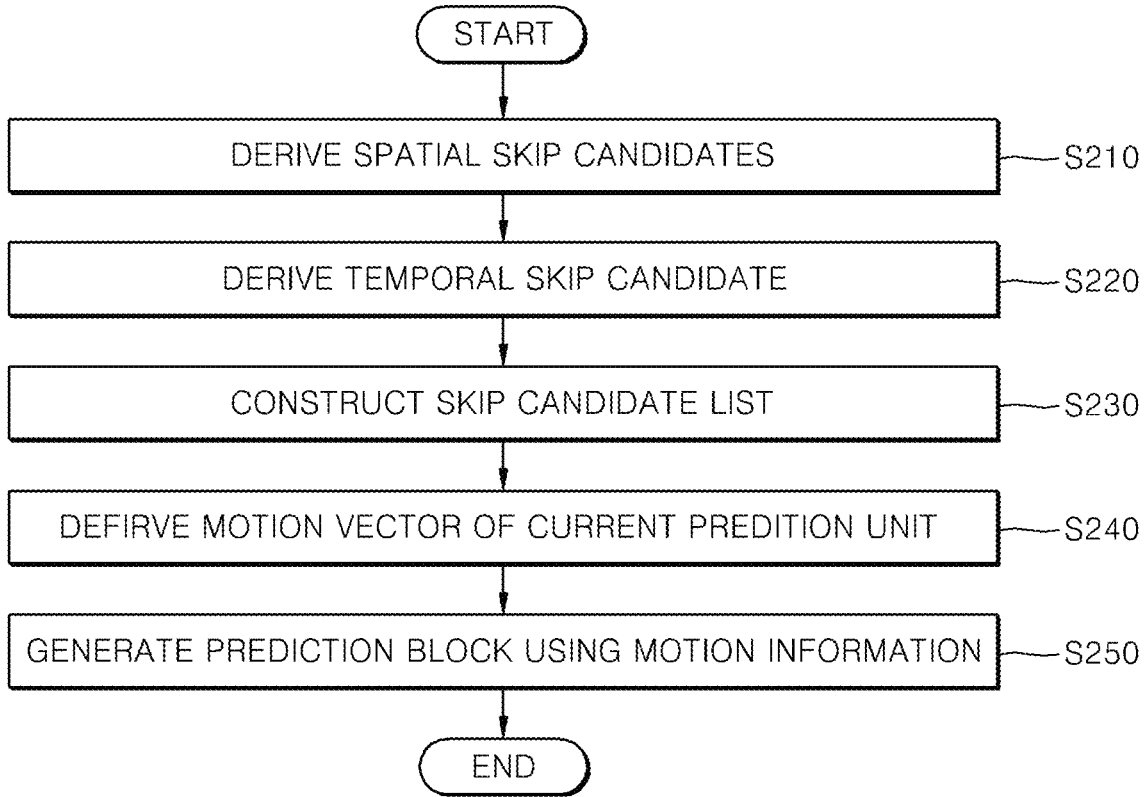 START
DERIVE SPATIAL SKIP CANDIDATES
S210
DERIVE TEMPORAL SKIP CANDIDATE
S220
CONSTRUCT SKIP CANDIDATE LIST
S230
DEFIRVE MOTION VECTOR OF CURRENT PREDITION UNIT
S240
GENERATE PREDICTION BLOCK USING MOTION INFORMATION
S250
END